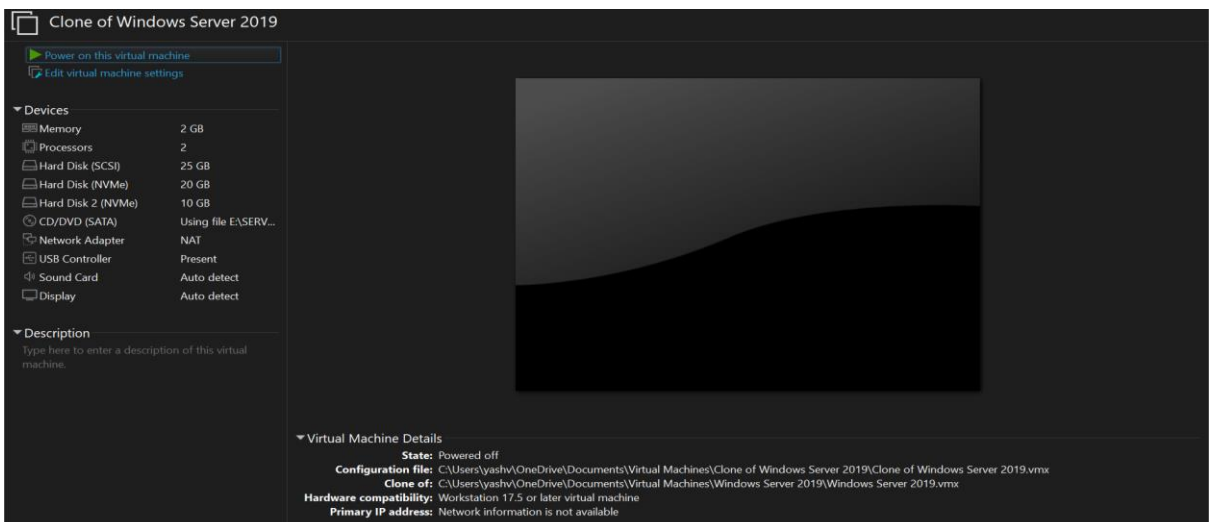 Clone of Windows Server 2019
Power on this virtual machine
Edit virtual machine settings
Devices
Memory 2 GB
Processors 2
Hard Disk (SCSI) 25 GB
Hard Disk (NVMe) 20 GB
Hard Disk 2 (NVMe) 10 GB
CD/DVD (SATA) Using file E:\SERV...
Network Adapter NAT
USB Controller Present
Sound Card Auto detect
Display Auto detect
Description
Type here to enter a description of this virtual
machine.
Virtual Machine Details
State: Powered off
Configuration file: C:\Users\yashv\OneDrive\Documents\Virtual Machines\Clone of Windows Server 2019\Clone of Windows Server 2019.vmx
Clone of: C:\Users\yashv\OneDrive\Documents\Virtual Machines\Windows Server 2019\Windows Server 2019.vmx
Hardware compatibility: Workstation 17.5 or later virtual machine
Primary IP address: Network information is not available